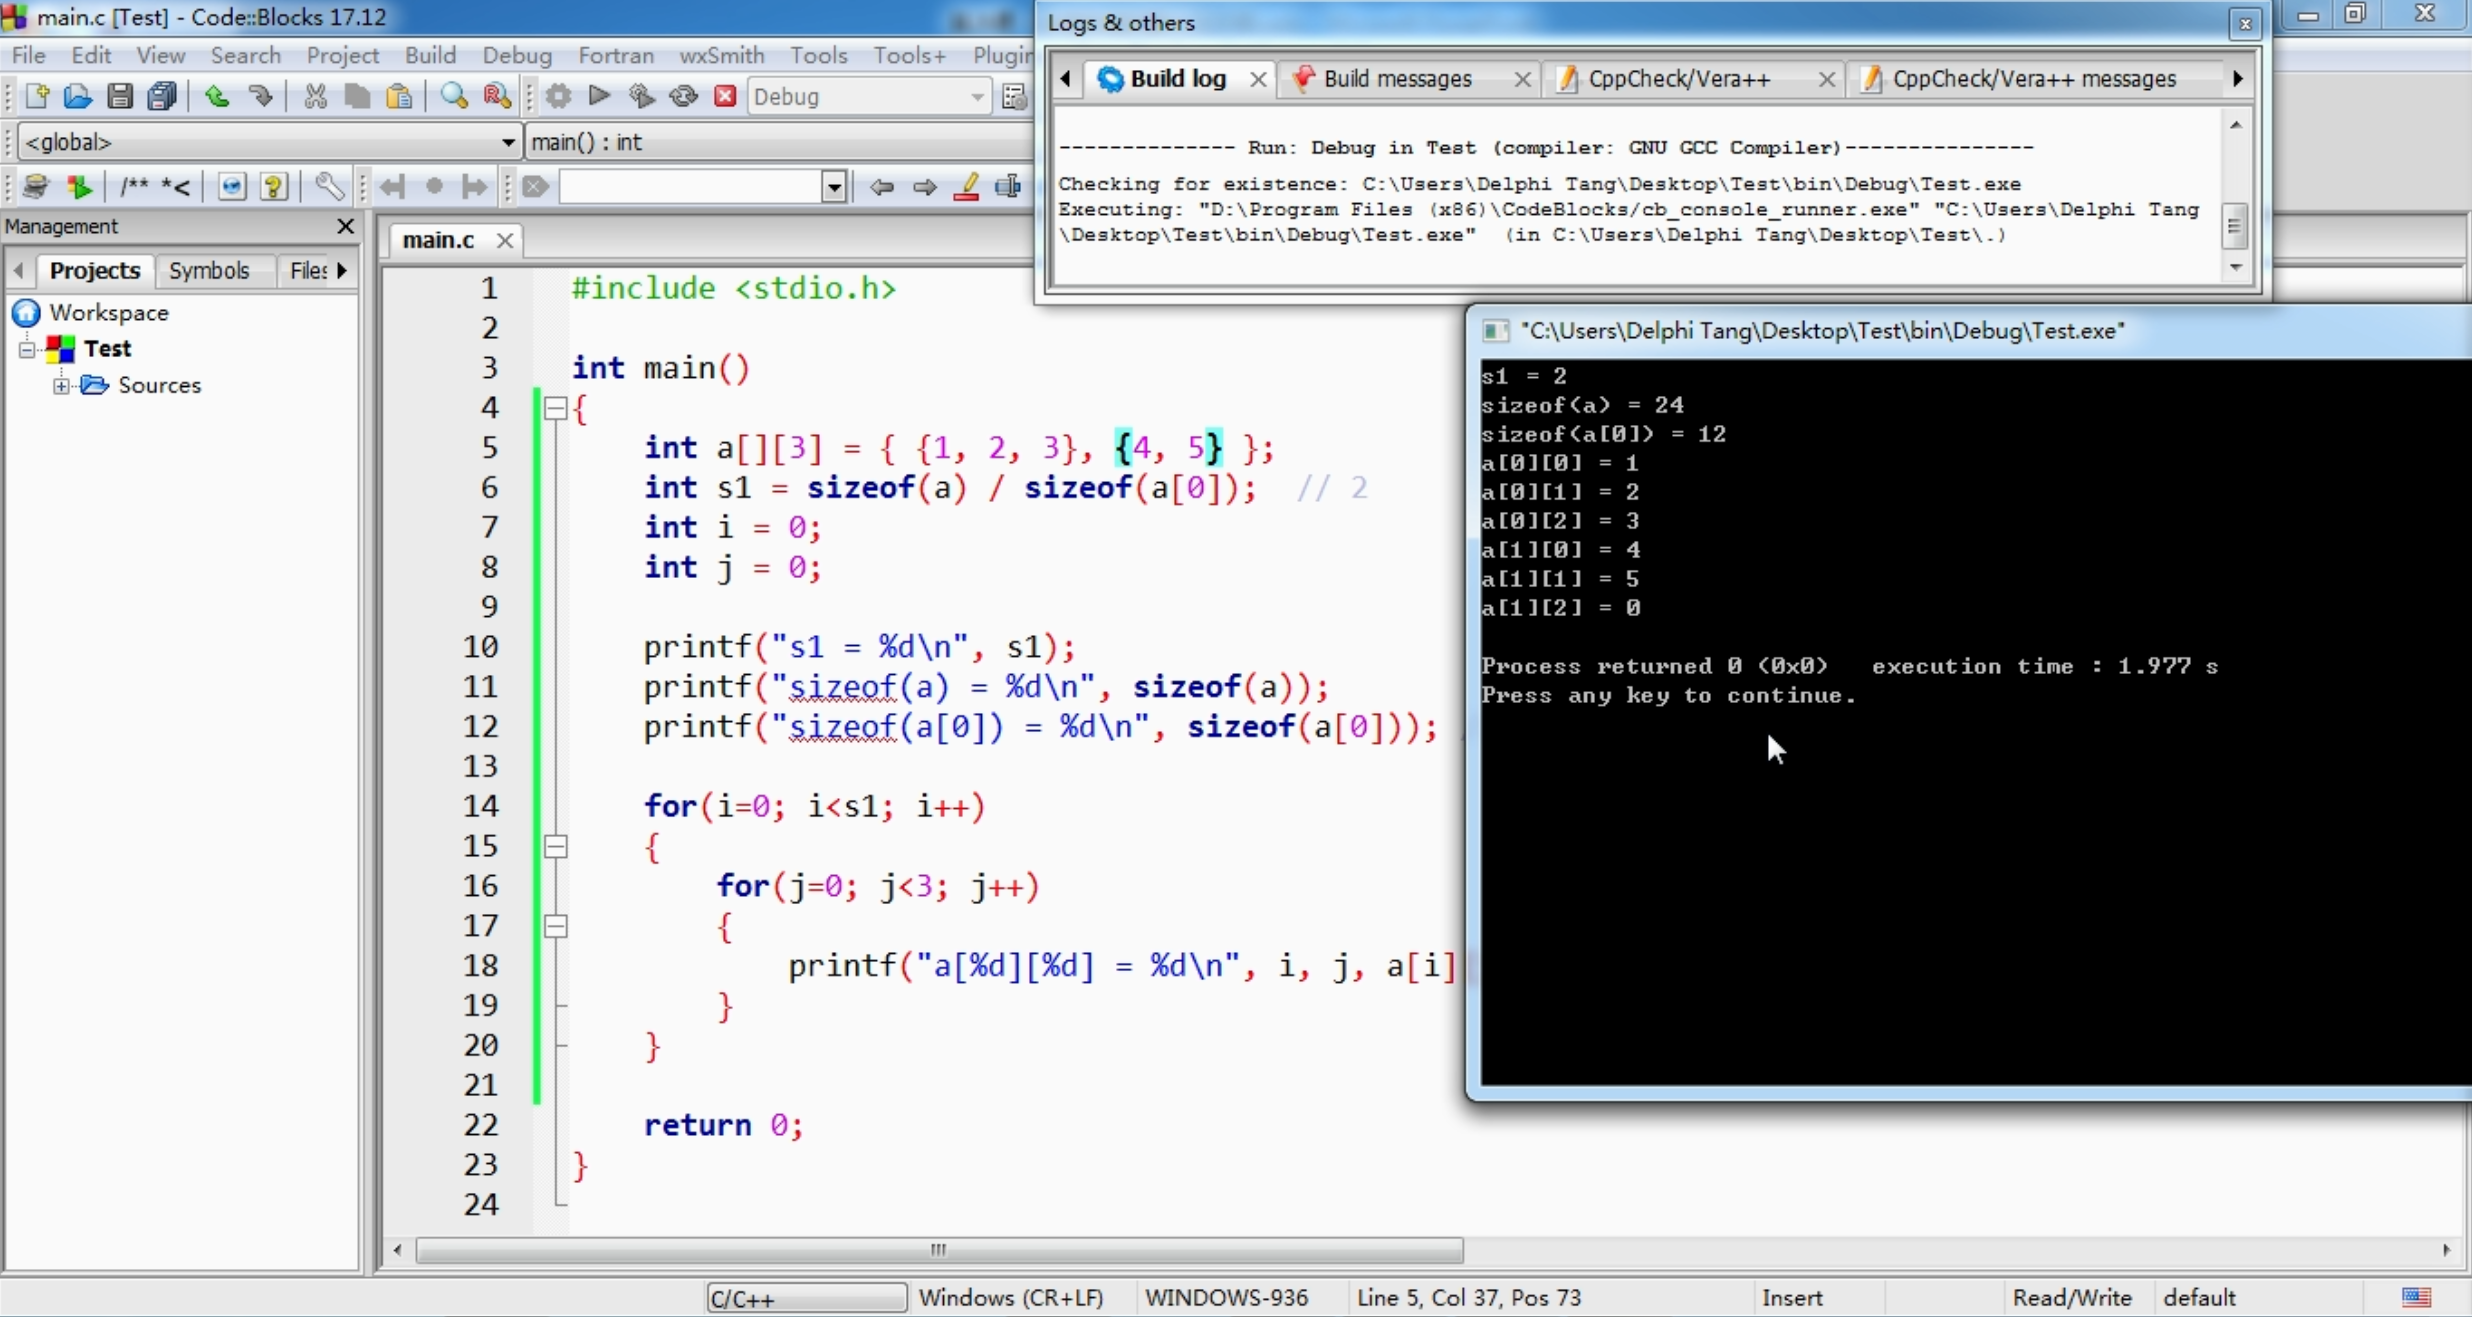 main.c [Test] - Code::Blocks 17.12
File Edit View Search Project Build Debug Fortran wxSmith Tools Tools+ Plugin
Debug
<global> main() : int
/** *<
Management
Projects Symbols Files
Workspace
Test
Sources
Logs & others
Build log Build messages CppCheck/Vera++ CppCheck/Vera++ messages
-------------- Run: Debug in Test (compiler: GNU GCC Compiler)---------------
Checking for existence: C:\Users\Delphi Tang\Desktop\Test\bin\Debug\Test.exe
Executing: "D:\Program Files (x86)\CodeBlocks/cb_console_runner.exe" "C:\Users\Delphi Tang
\Desktop\Test\bin\Debug\Test.exe"  (in C:\Users\Delphi Tang\Desktop\Test\.)
main.c
1 #include <stdio.h>
2
3 int main()
4 {
5     int a[][3] = { {1, 2, 3}, {4, 5} };
6     int s1 = sizeof(a) / sizeof(a[0]);  // 2
7     int i = 0;
8     int j = 0;
9
10     printf("s1 = %d\n", s1);
11     printf("sizeof(a) = %d\n", sizeof(a));
12     printf("sizeof(a[0]) = %d\n", sizeof(a[0]));
13
14     for(i=0; i<s1; i++)
15     {
16         for(j=0; j<3; j++)
17         {
18             printf("a[%d][%d] = %d\n", i, j, a[i]
19         }
20     }
21
22     return 0;
23 }
24
"C:\Users\Delphi Tang\Desktop\Test\bin\Debug\Test.exe"
s1 = 2
sizeof(a) = 24
sizeof(a[0]) = 12
a[0][0] = 1
a[0][1] = 2
a[0][2] = 3
a[1][0] = 4
a[1][1] = 5
a[1][2] = 0
Process returned 0 (0x0)   execution time : 1.977 s
Press any key to continue.
C/C++ Windows (CR+LF) WINDOWS-936 Line 5, Col 37, Pos 73 Insert Read/Write default